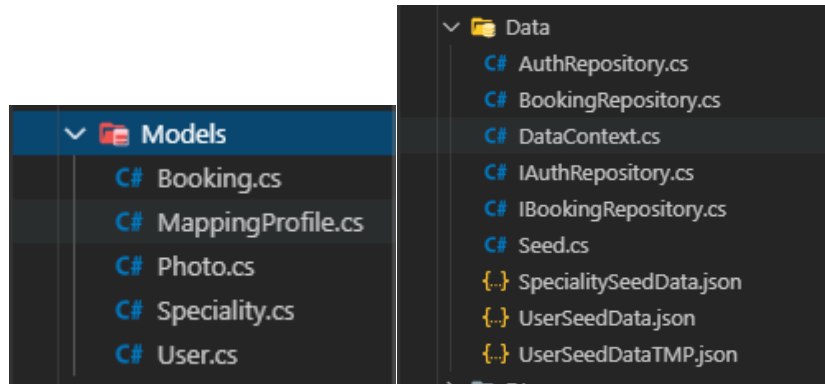 Models
C# Booking.cs
C# MappingProfile.cs
C# Photo.cs
C# Speciality.cs
C# User.cs
Data
C# AuthRepository.cs
C# BookingRepository.cs
C# DataContext.cs
C# IAuthRepository.cs
C# IBookingRepository.cs
C# Seed.cs
{..} SpecialitySeedData.json
{..} UserSeedData.json
{..} UserSeedDataTMP.json